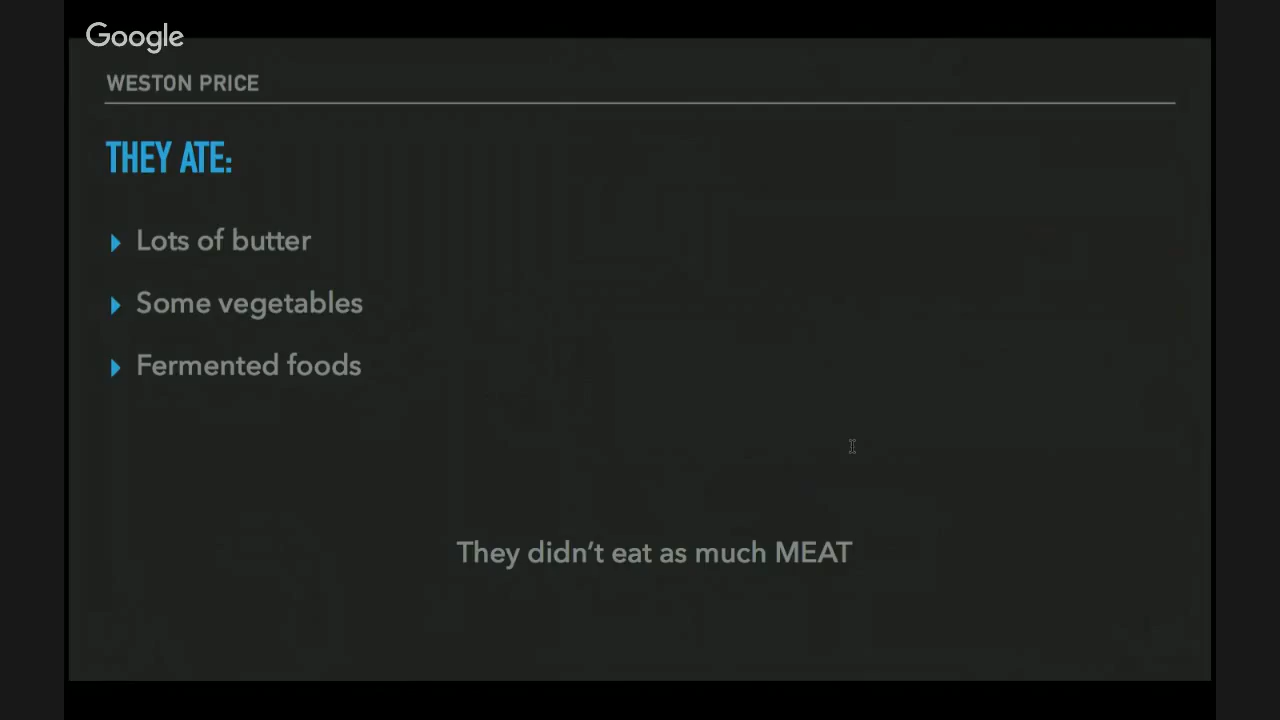 Google
WESTON PRICE
THEY ATE:
Lots of butter
Some vegetables
Fermented foods
They didn't eat as much MEAT